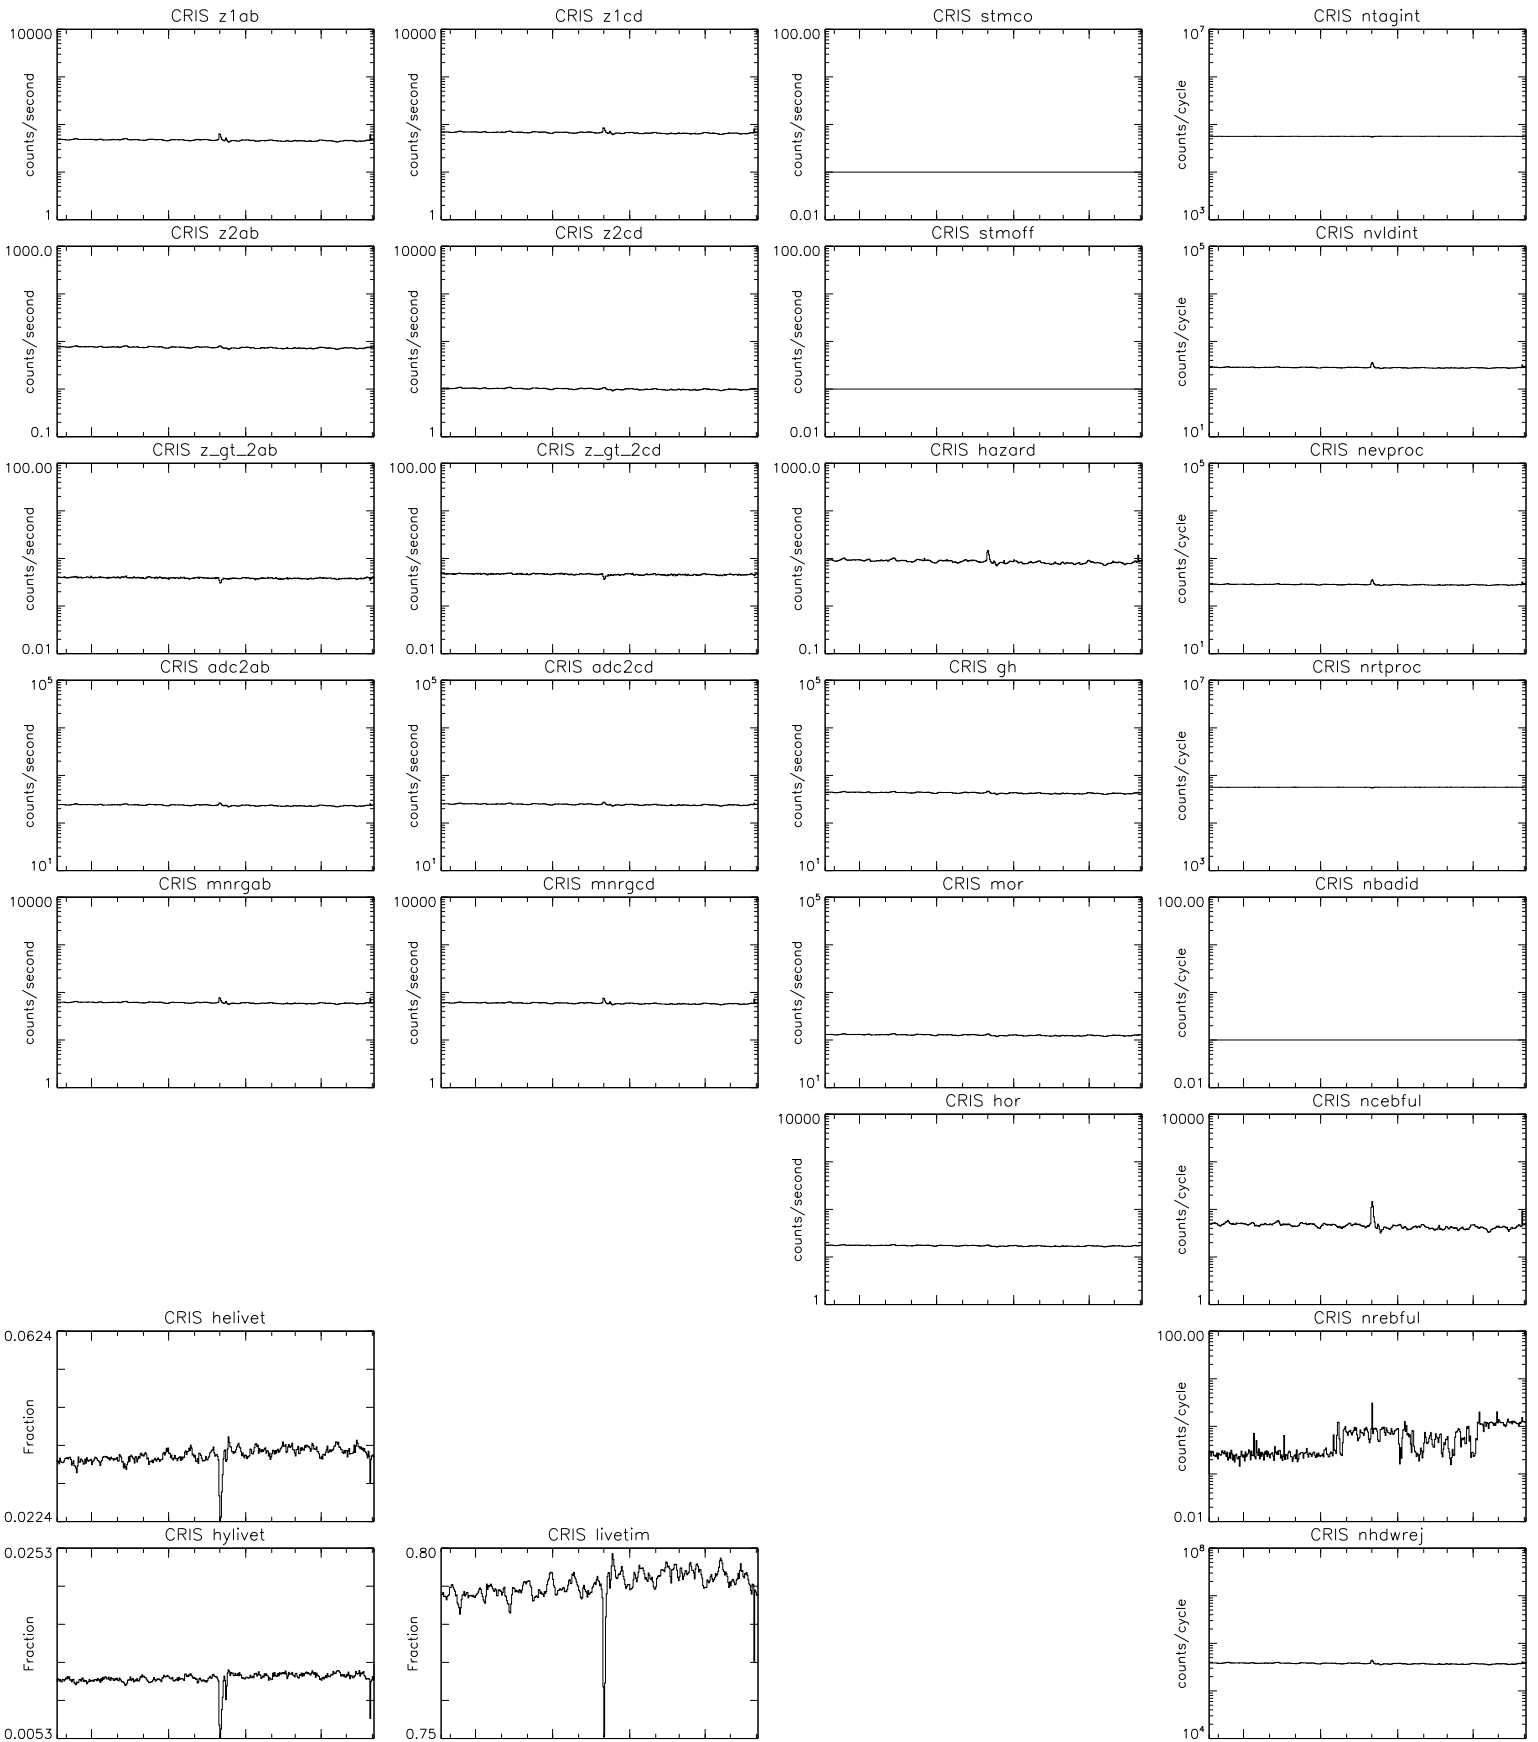 CRIS z1ab
10000
counts/second
1
CRIS z1cd
10000
counts/second
1
CRIS stmco
100.00
counts/second
0.01
CRIS ntagint
10^7
counts/cycle
10^3
CRIS z2ab
1000.0
counts/second
0.1
CRIS z2cd
10000
counts/second
1
CRIS stmoff
100.00
counts/second
0.01
CRIS nvldint
10^5
counts/cycle
10^1
CRIS z_gt_2ab
100.00
counts/second
0.01
CRIS z_gt_2cd
100.00
counts/second
0.01
CRIS hazard
1000.0
counts/second
0.1
CRIS nevproc
10^5
counts/cycle
10^1
CRIS adc2ab
10^5
counts/second
10^1
CRIS adc2cd
10^5
counts/second
10^1
CRIS gh
10^5
counts/second
10^1
CRIS nrtproc
10^7
counts/cycle
10^3
CRIS mnrgab
10000
counts/second
1
CRIS mnrgcd
10000
counts/second
1
CRIS mor
10^5
counts/second
10^1
CRIS nbadid
100.00
counts/cycle
0.01
CRIS hor
10000
counts/second
1
CRIS ncebful
10000
counts/cycle
1
CRIS helivet
0.0624
Fraction
0.0224
CRIS nrebful
100.00
counts/cycle
0.01
CRIS hylivet
0.0253
Fraction
0.0053
CRIS livetim
0.80
Fraction
0.75
CRIS nhdwrej
10^8
counts/cycle
10^4